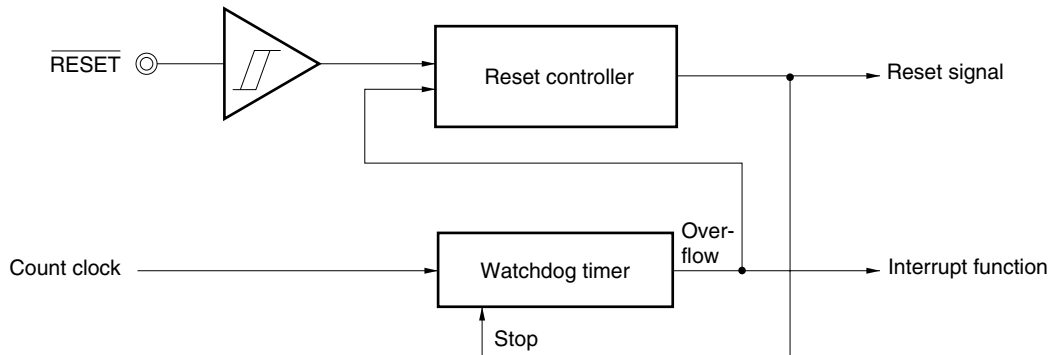 RESET
Reset controller
Reset signal
Count clock
Watchdog timer
Over-
flow
Interrupt function
Stop